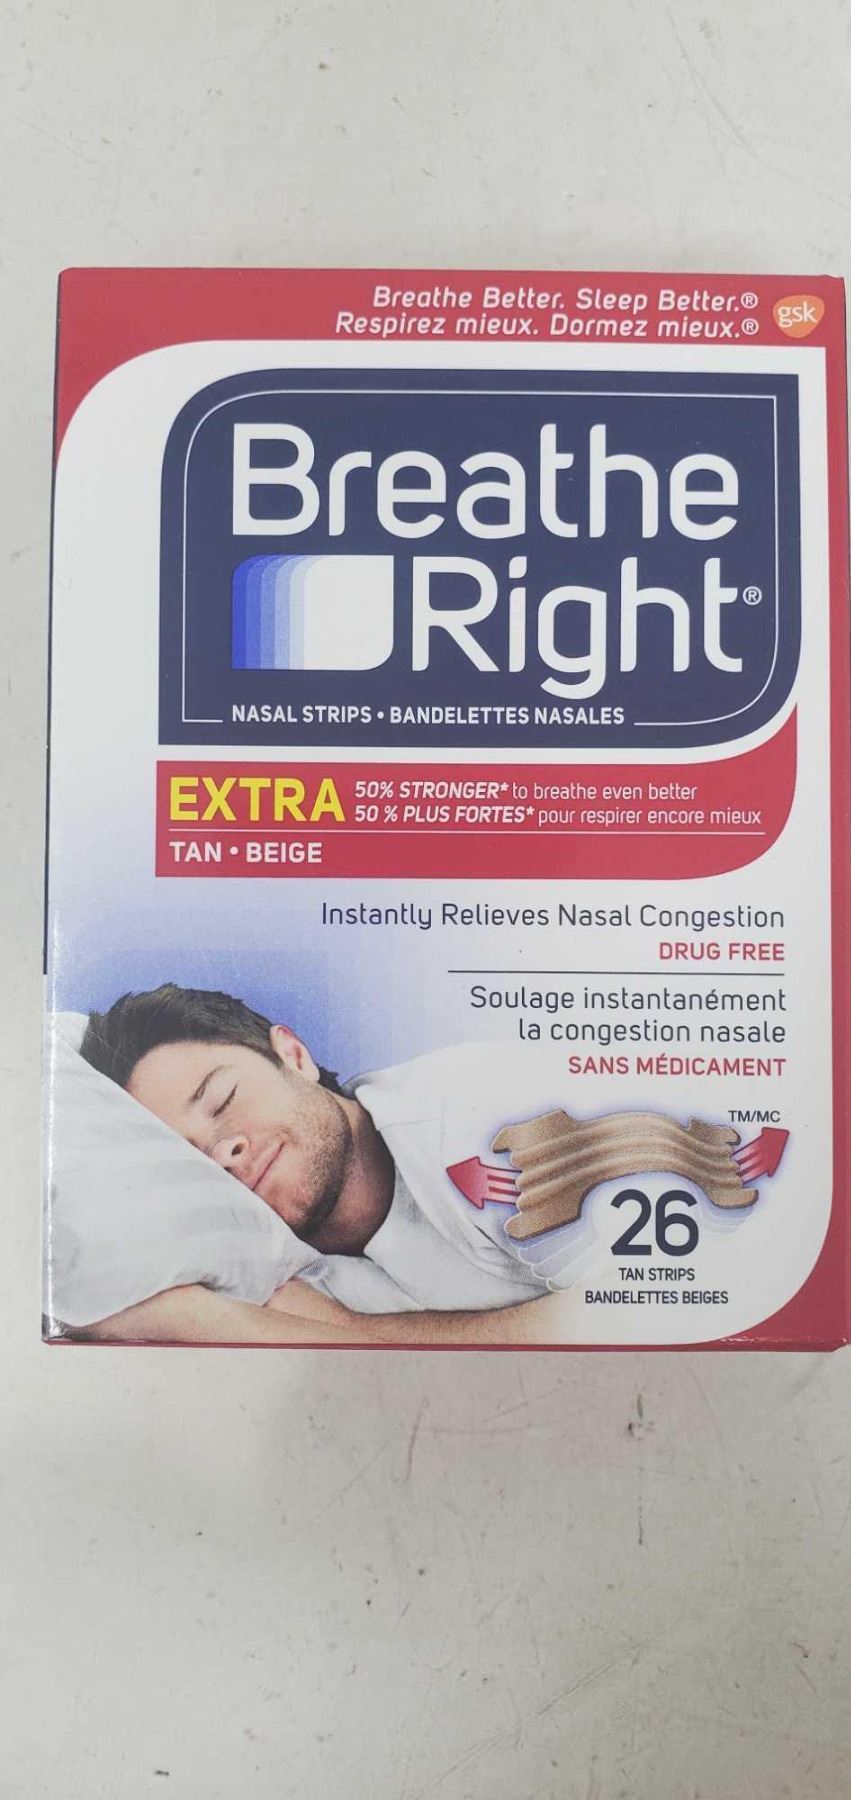 Breathe Better. Sleep Better.®
Respirez mieux. Dormez mieux.®
gsk
Breathe
Right®
NASAL STRIPS • BANDELETTES NASALES
EXTRA
50% STRONGER* to breathe even better
50 % PLUS FORTES* pour respirer encore mieux
TAN • BEIGE
Instantly Relieves Nasal Congestion
DRUG FREE
Soulage instantanément
la congestion nasale
SANS MÉDICAMENT
TM/MC
26
TAN STRIPS
BANDELETTES BEIGES